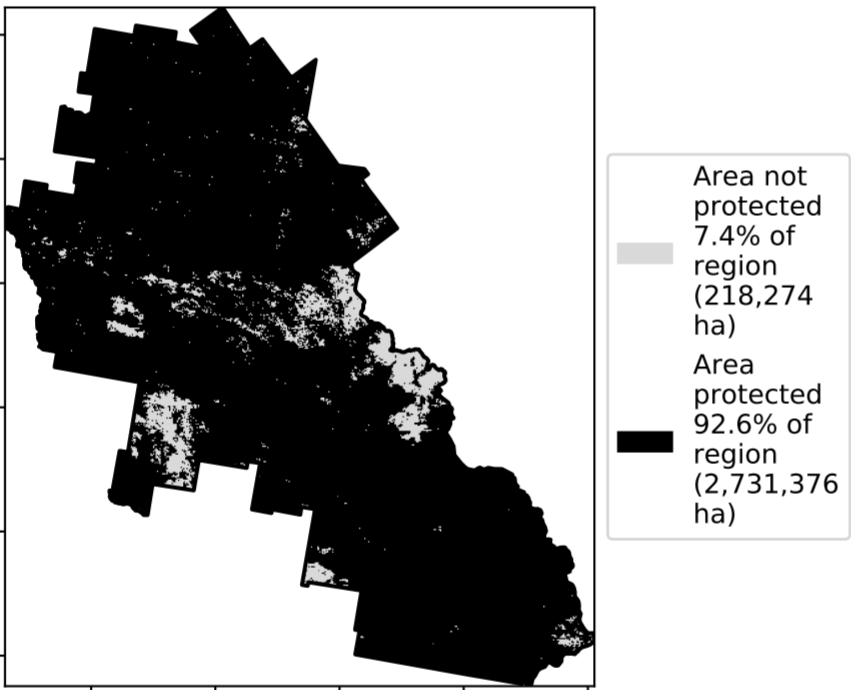 Area not
protected
7.4% of
region
(218,274
ha)
Area
protected
92.6% of
region
(2,731,376
ha)